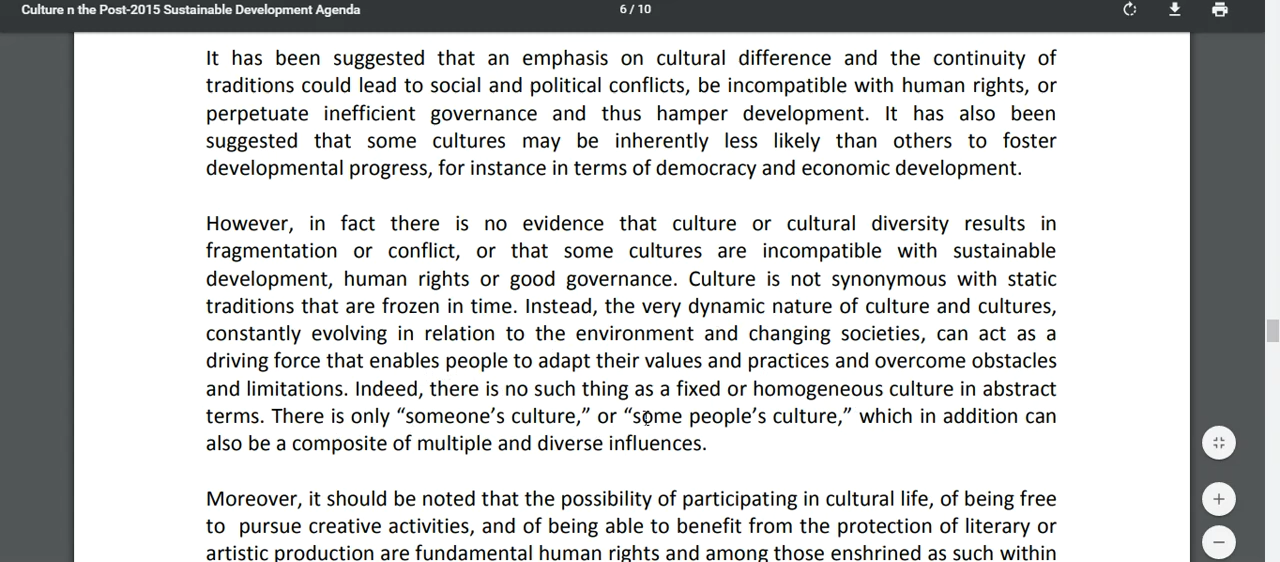 Culture n the Post-2015 Sustainable Development Agenda
6 / 10
It has been suggested that an emphasis on cultural difference and the continuity of
traditions could lead to social and political conflicts, be incompatible with human rights, or
perpetuate inefficient governance and thus hamper development. It has also been
suggested that some cultures may be inherently less likely than others to foster
developmental progress, for instance in terms of democracy and economic development.
However, in fact there is no evidence that culture or cultural diversity results in
fragmentation or conflict, or that some cultures are incompatible with sustainable
development, human rights or good governance. Culture is not synonymous with static
traditions that are frozen in time. Instead, the very dynamic nature of culture and cultures,
constantly evolving in relation to the environment and changing societies, can act as a
driving force that enables people to adapt their values and practices and overcome obstacles
and limitations. Indeed, there is no such thing as a fixed or homogeneous culture in abstract
terms. There is only “someone’s culture,” or “some people’s culture,” which in addition can
also be a composite of multiple and diverse influences.
Moreover, it should be noted that the possibility of participating in cultural life, of being free
to pursue creative activities, and of being able to benefit from the protection of literary or
artistic production are fundamental human rights and among those enshrined as such within